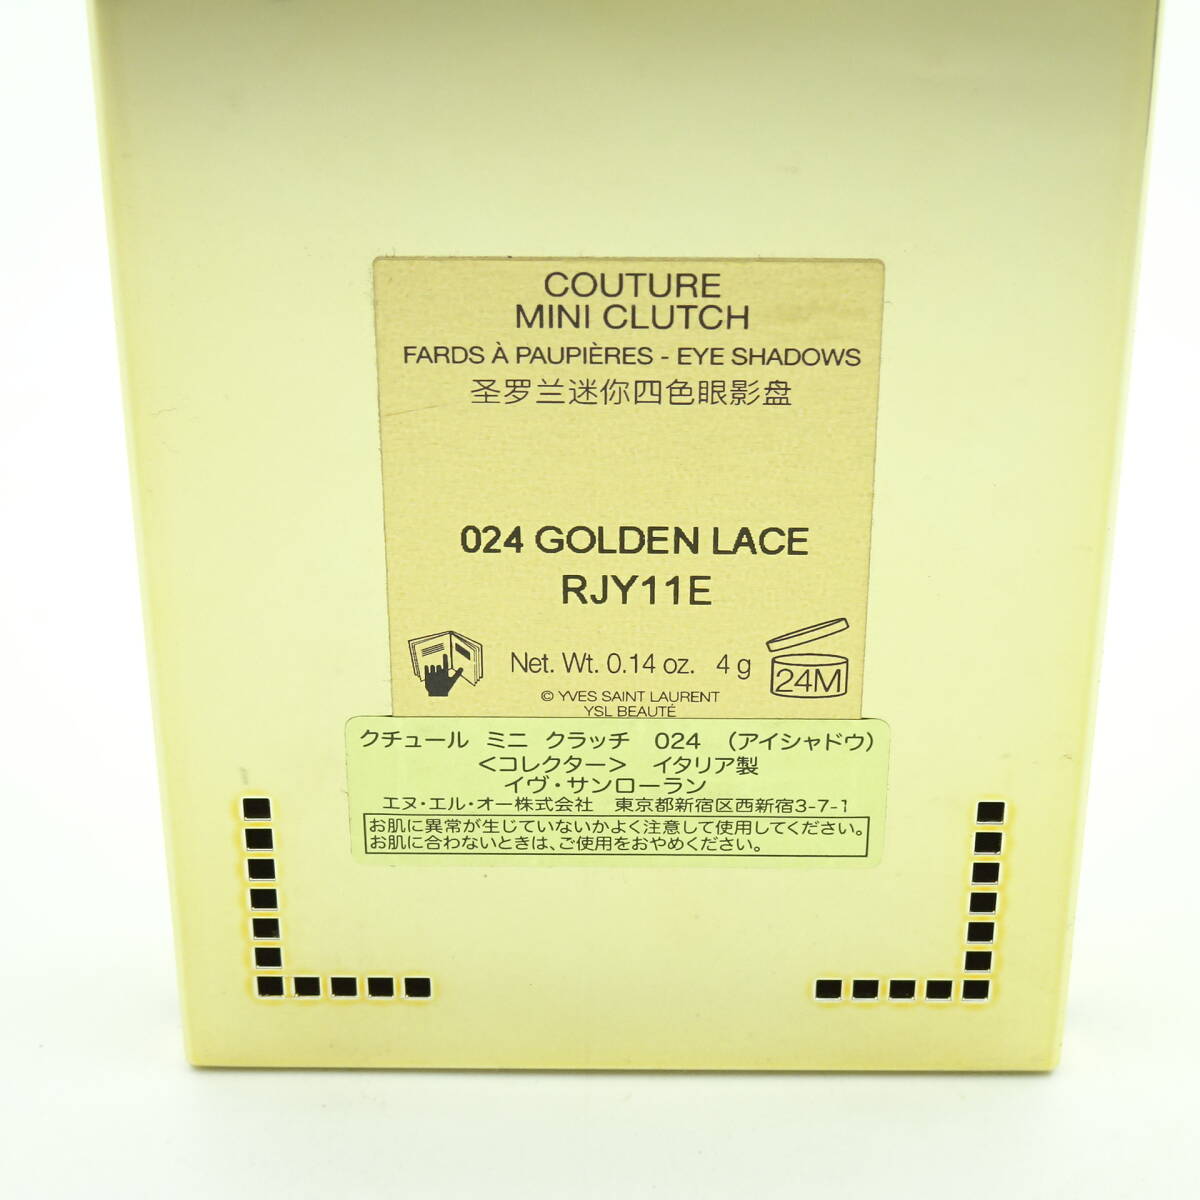 COUTURE
MINI CLUTCH
FARDS À PAUPIÈRES - EYE SHADOWS
圣罗兰迷你四色眼影盘
024 GOLDEN LACE
RJY11E
Net. Wt. 0.14 oz. 4 g
24M
© YVES SAINT LAURENT
YSL BEAUTÉ
クチュール ミニ クラッチ 024 (アイシャドウ)
<コレクター> イタリア製
イヴ・サンローラン
エヌ・エル・オー株式会社 東京都新宿区西新宿3-7-1
お肌に異常が生じていないかよく注意して使用してください。
お肌に合わないときは、ご使用をおやめください。